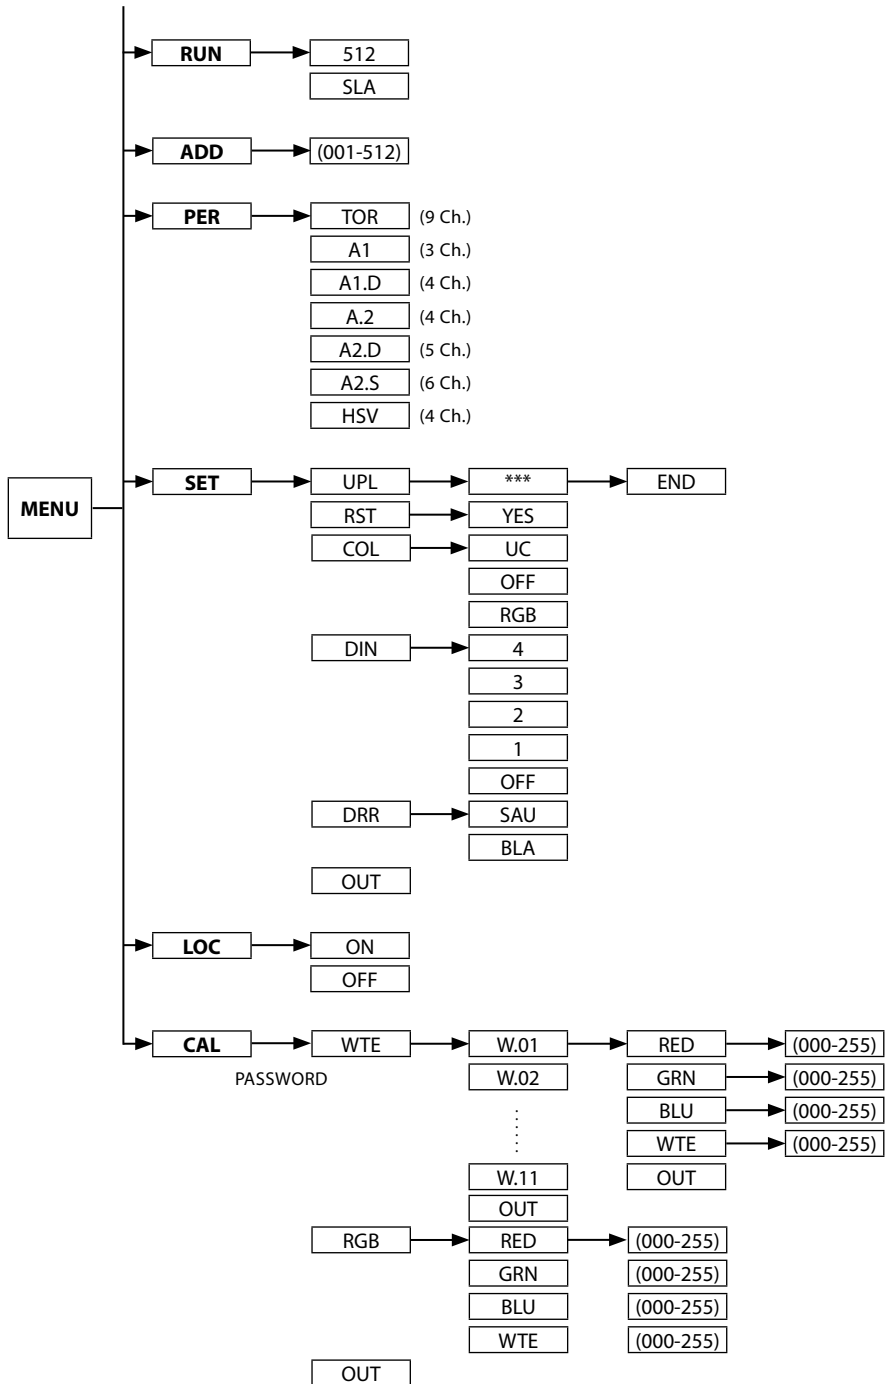 RUN 512
SLA
ADD (001-512)
PER TOR (9 Ch.)
A1 (3 Ch.)
A1.D (4 Ch.)
A.2 (4 Ch.)
A2.D (5 Ch.)
A2.S (6 Ch.)
HSV (4 Ch.)
MENU
SET UPL *** END
RST YES
COL UC
OFF
RGB
DIN 4
3
2
1
OFF
DRR SAU
BLA
OUT
LOC ON
OFF
CAL WTE W.01 RED (000-255)
PASSWORD W.02 GRN (000-255)
BLU (000-255)
WTE (000-255)
W.11 OUT
OUT
RGB RED (000-255)
GRN (000-255)
BLU (000-255)
WTE (000-255)
OUT